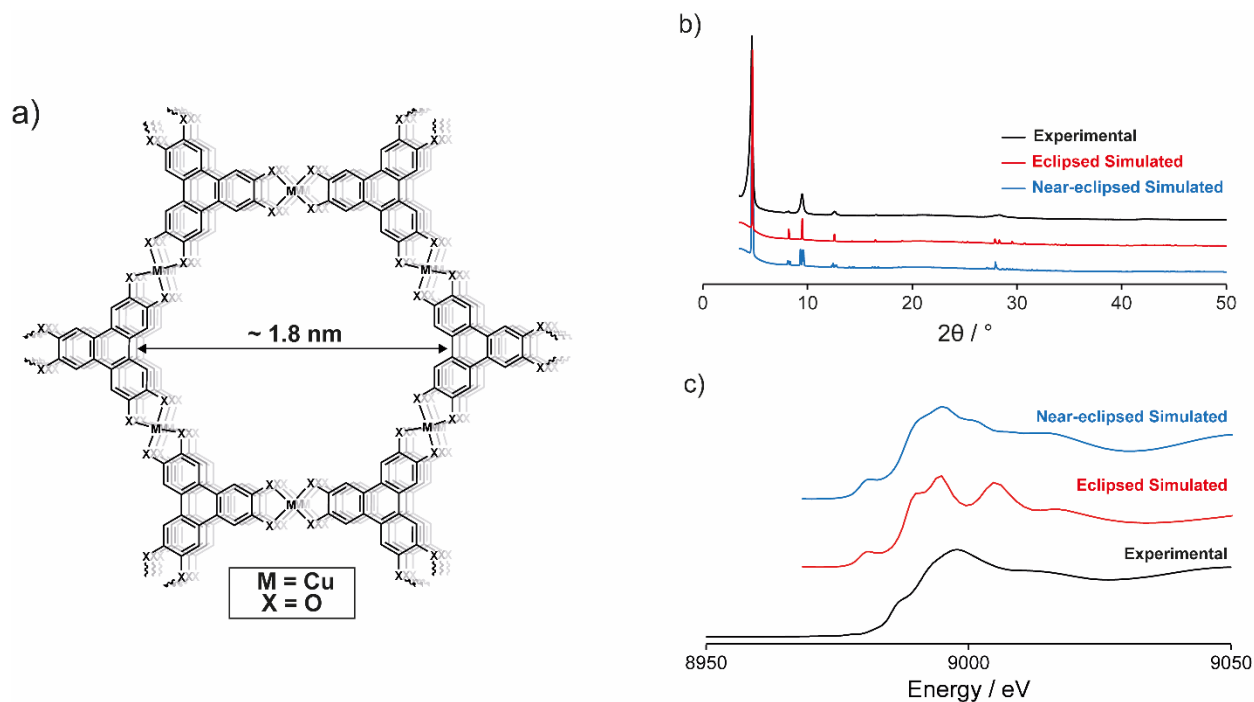 a)
X
M
~ 1.8 nm
M = Cu
X = O
b)
Experimental
Eclipsed Simulated
Near-eclipsed Simulated
0
10
20
30
40
50
2θ / °
c)
Near-eclipsed Simulated
Eclipsed Simulated
Experimental
8950
9000
9050
Energy / eV